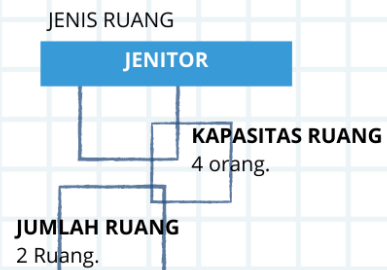 JENIS RUANG
JENITOR
KAPASITAS RUANG
4 orang.
JUMLAH RUANG
2 Ruang.